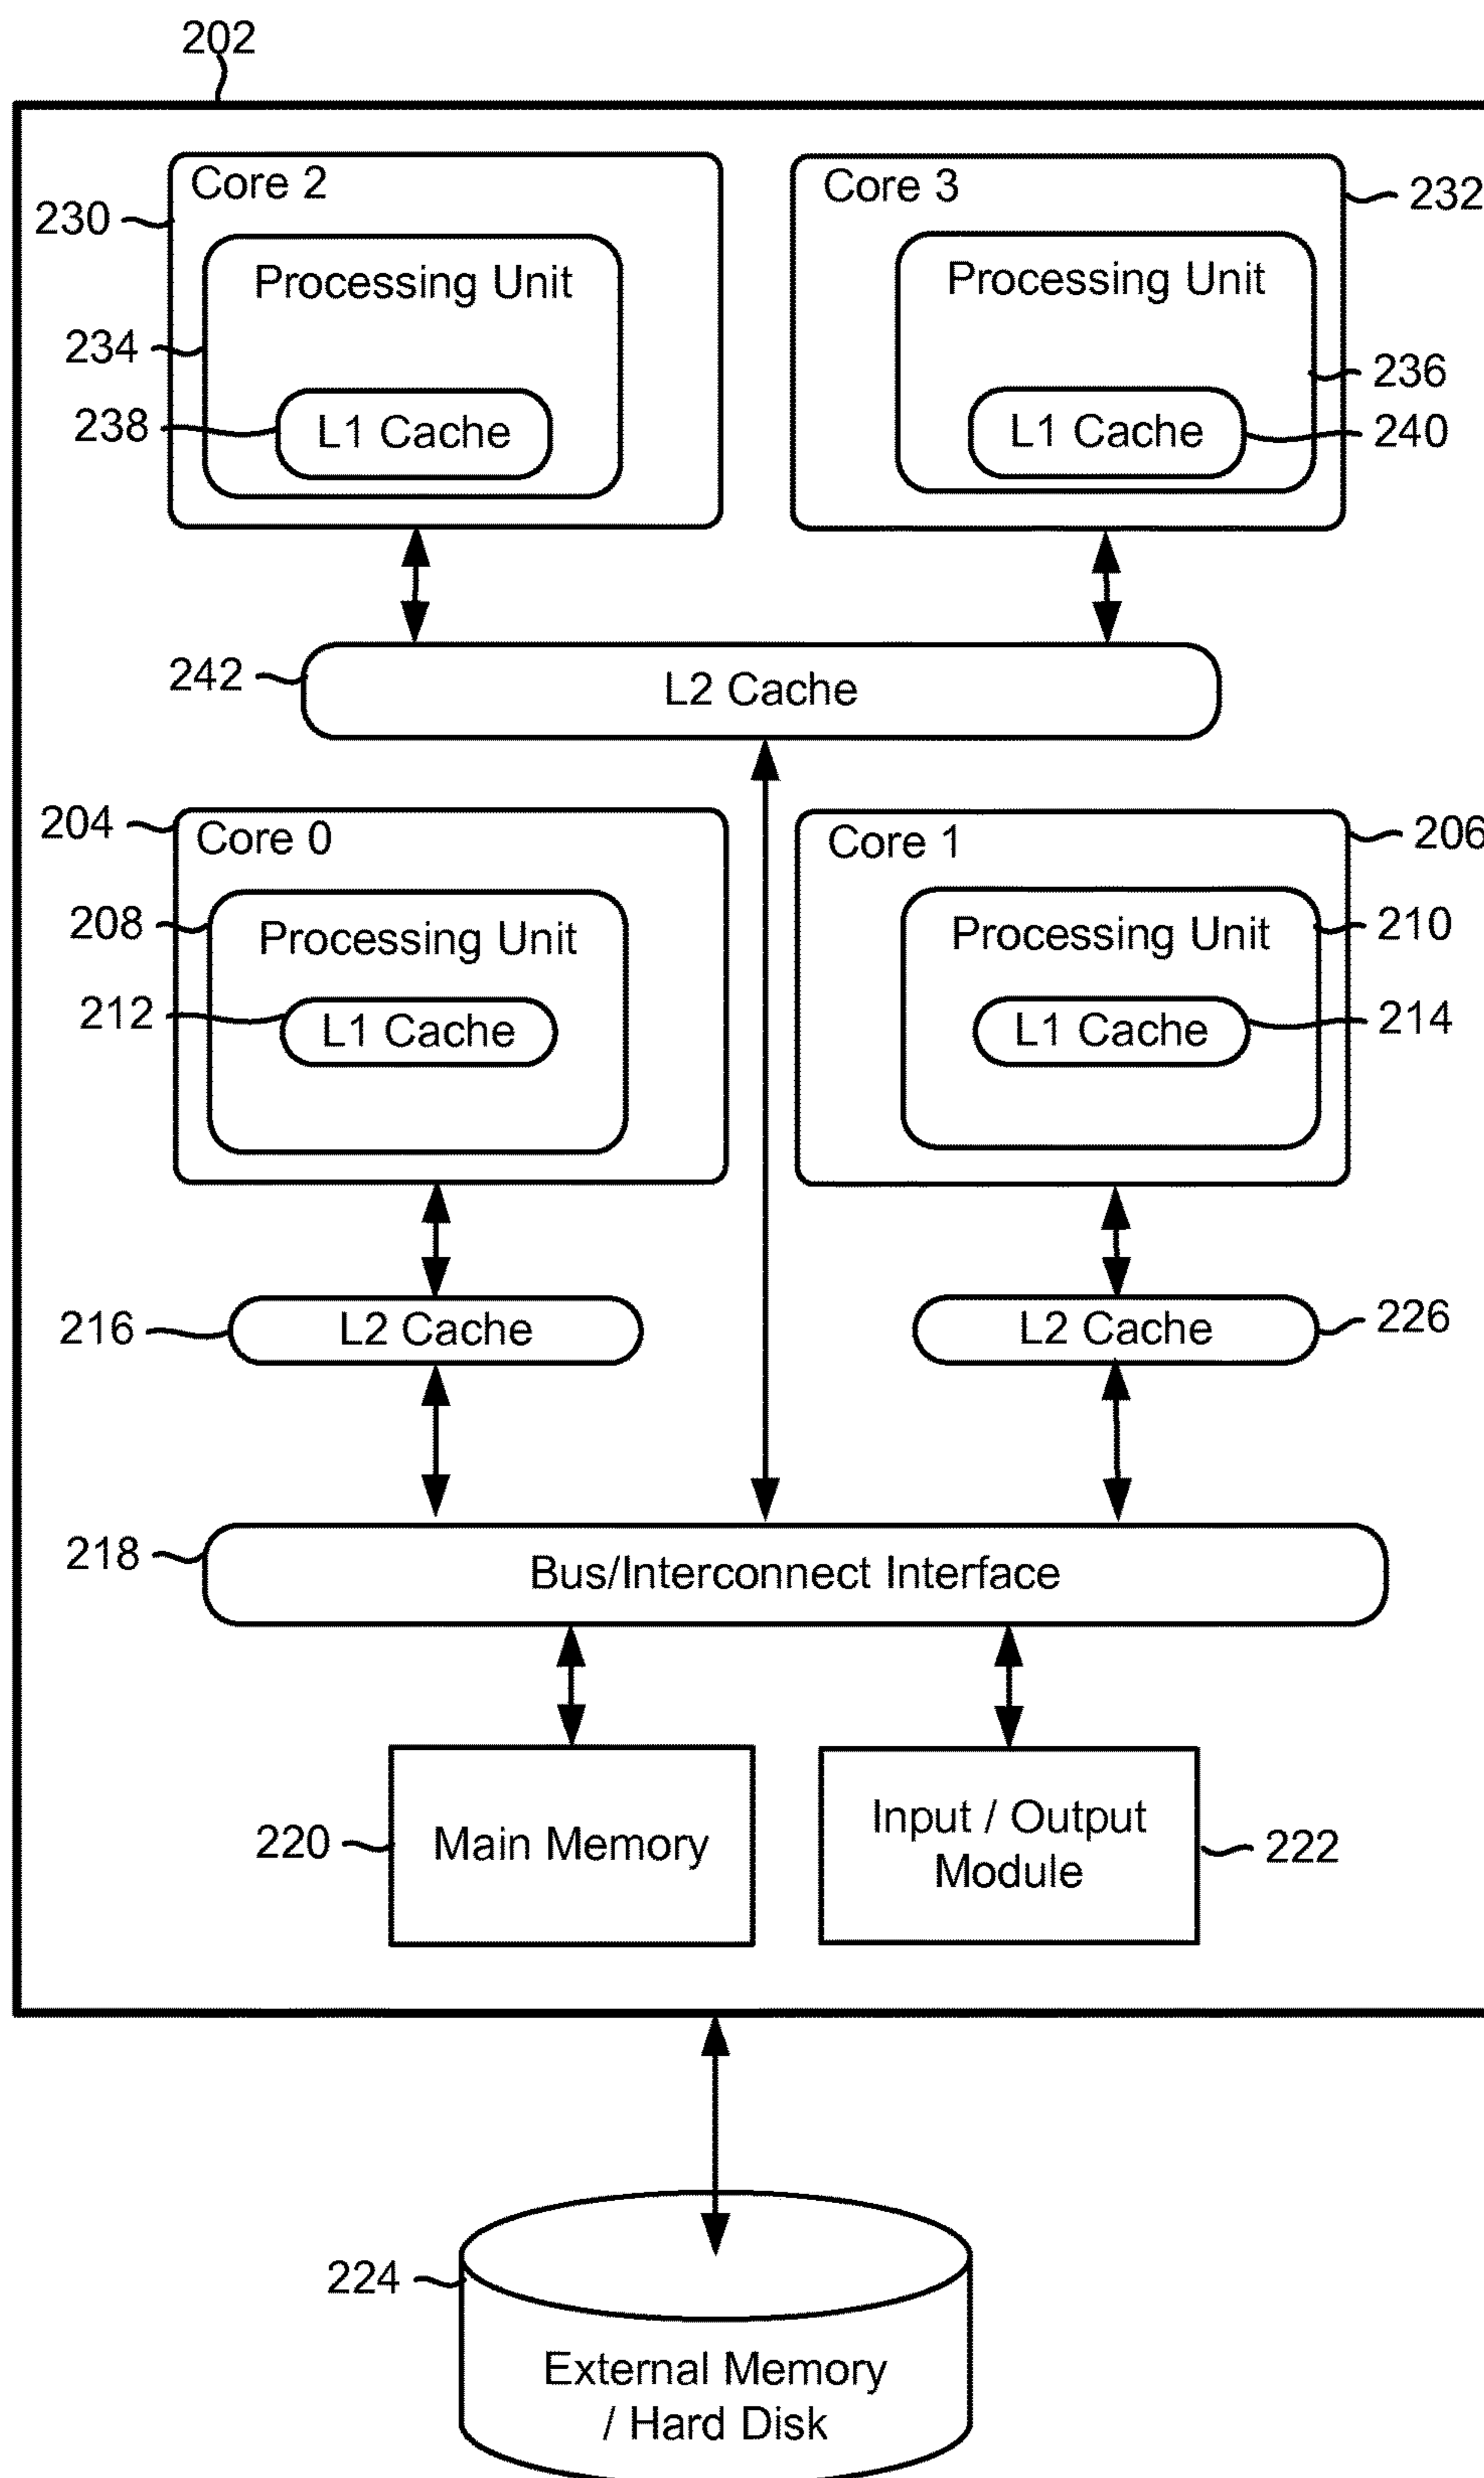 202
Core 2
Core 3
230
232
Processing Unit
Processing Unit
234
236
238
L1 Cache
L1 Cache
240
242
L2 Cache
204
Core 0
Core 1
206
208
Processing Unit
Processing Unit
210
212
L1 Cache
L1 Cache
214
216
L2 Cache
L2 Cache
226
218
Bus/Interconnect Interface
220
Main Memory
Input / Output
Module
222
224
External Memory
/ Hard Disk